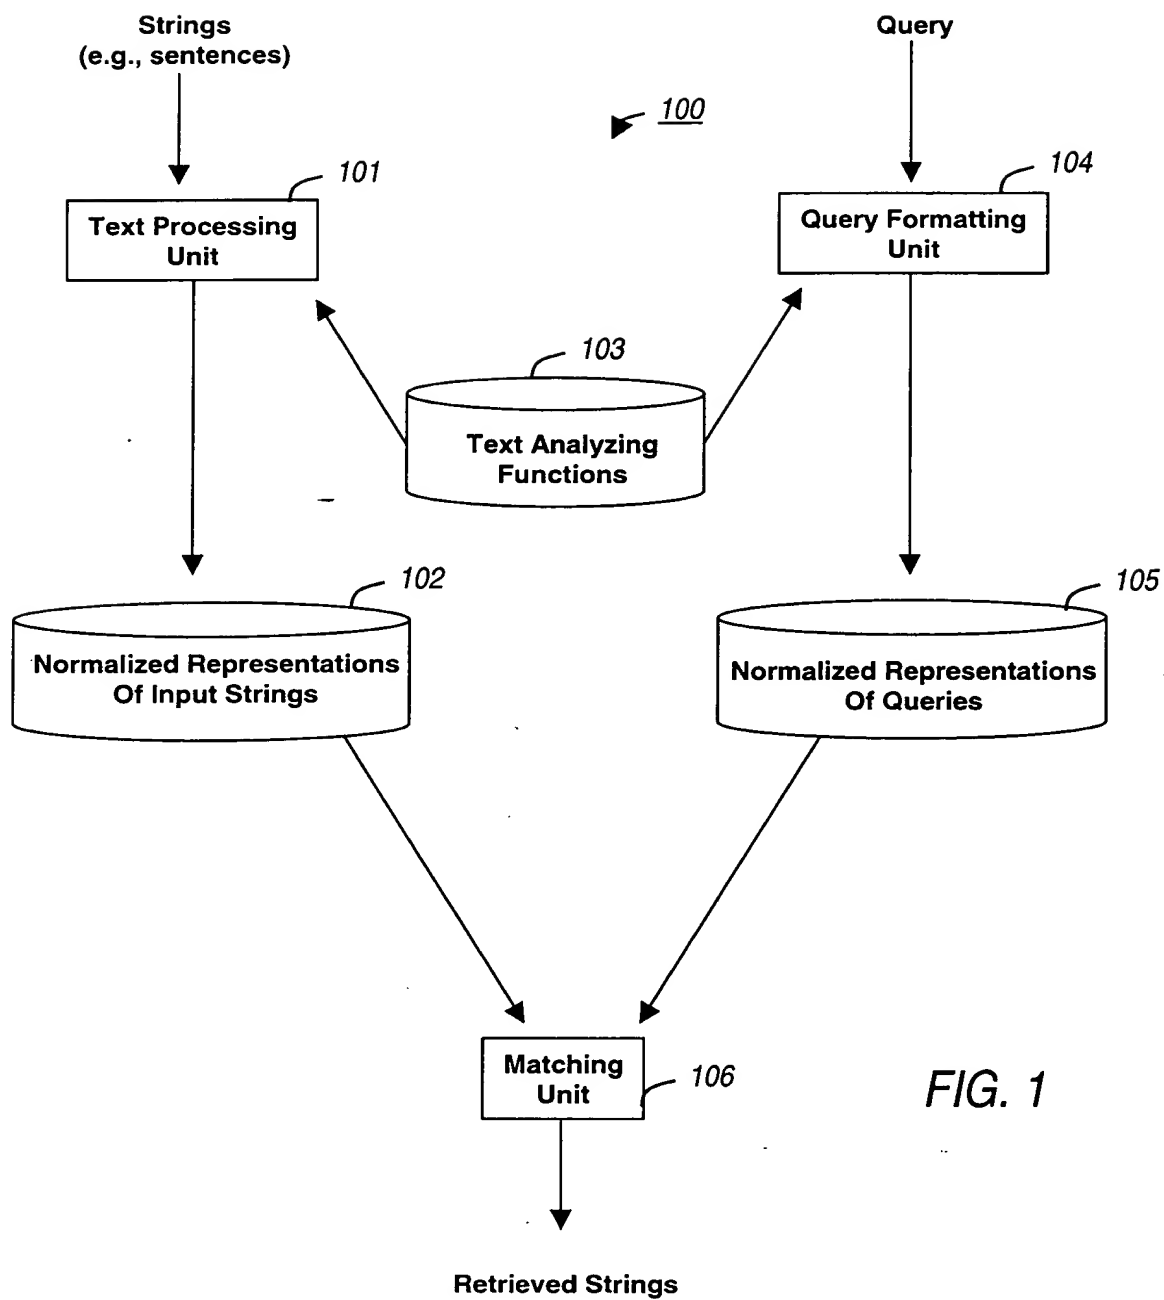 Strings
(e.g., sentences)
Query
100
101
104
Text Processing
Unit
Query Formatting
Unit
103
Text Analyzing
Functions
102
105
Normalized Representations
Of Input Strings
Normalized Representations
Of Queries
Matching
Unit
106
FIG. 1
Retrieved Strings